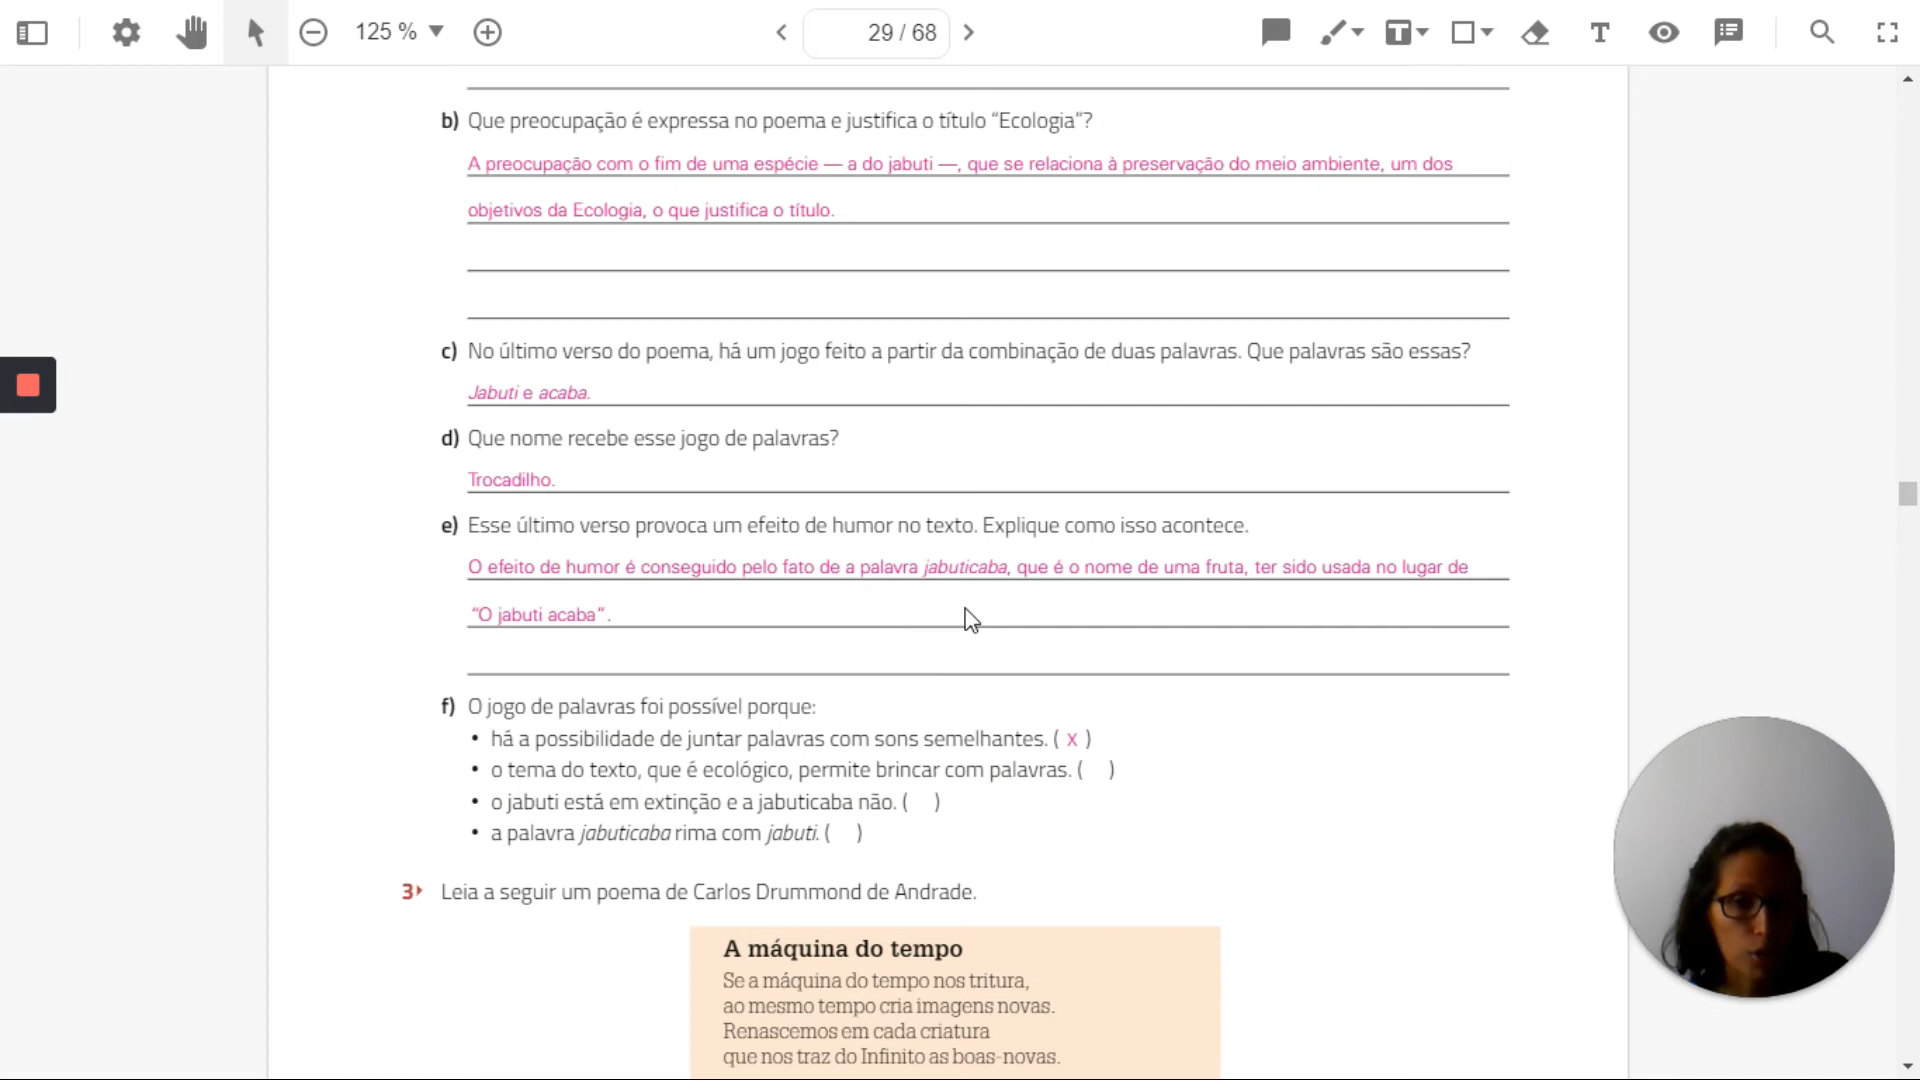 125 %
29 / 68
b) Que preocupação é expressa no poema e justifica o título “Ecologia”?
A preocupação com o fim de uma espécie — a do jabuti —, que se relaciona à preservação do meio ambiente, um dos
objetivos da Ecologia, o que justifica o título.
c) No último verso do poema, há um jogo feito a partir da combinação de duas palavras. Que palavras são essas?
Jabuti e acaba.
d) Que nome recebe esse jogo de palavras?
Trocadilho.
e) Esse último verso provoca um efeito de humor no texto. Explique como isso acontece.
O efeito de humor é conseguido pelo fato de a palavra jabuticaba, que é o nome de uma fruta, ter sido usada no lugar de
“O jabuti acaba”.
f) O jogo de palavras foi possível porque:
• há a possibilidade de juntar palavras com sons semelhantes. ( x )
• o tema do texto, que é ecológico, permite brincar com palavras. ( )
• o jabuti está em extinção e a jabuticaba não. ( )
• a palavra jabuticaba rima com jabuti. ( )
3 Leia a seguir um poema de Carlos Drummond de Andrade.
A máquina do tempo
Se a máquina do tempo nos tritura,
ao mesmo tempo cria imagens novas.
Renascemos em cada criatura
que nos traz do Infinito as boas-novas.